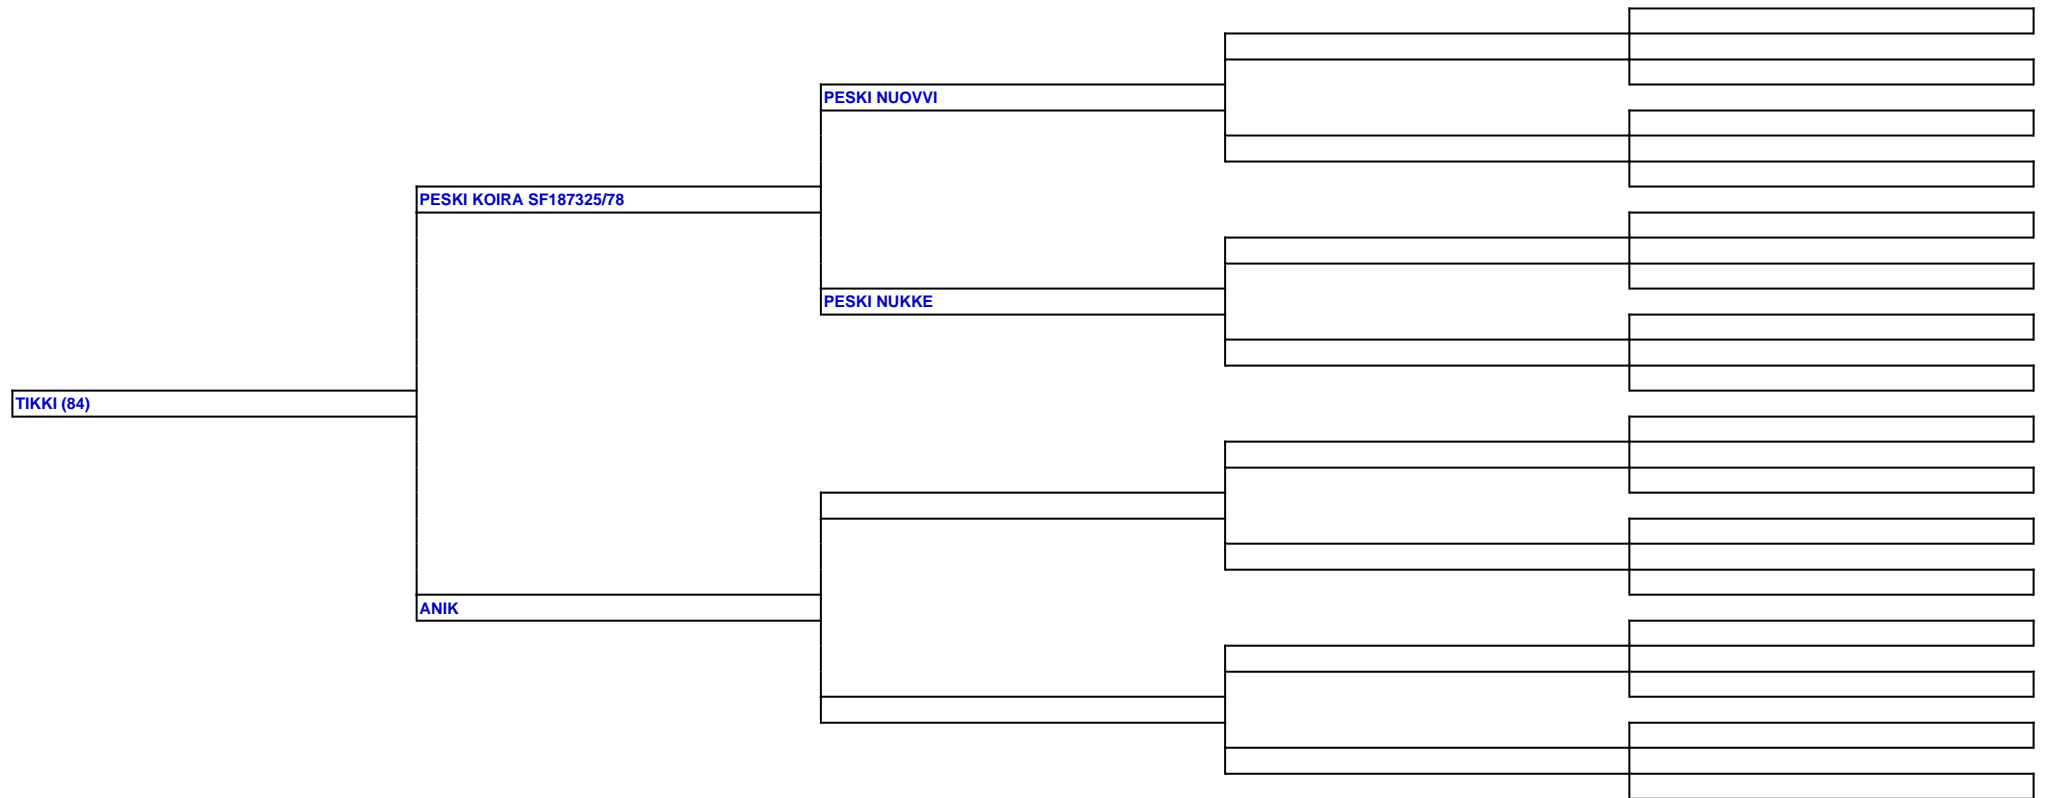 PESKI NUOVVI
PESKI KOIRA SF187325/78
PESKI NUKKE
TIKKI (84)
ANIK